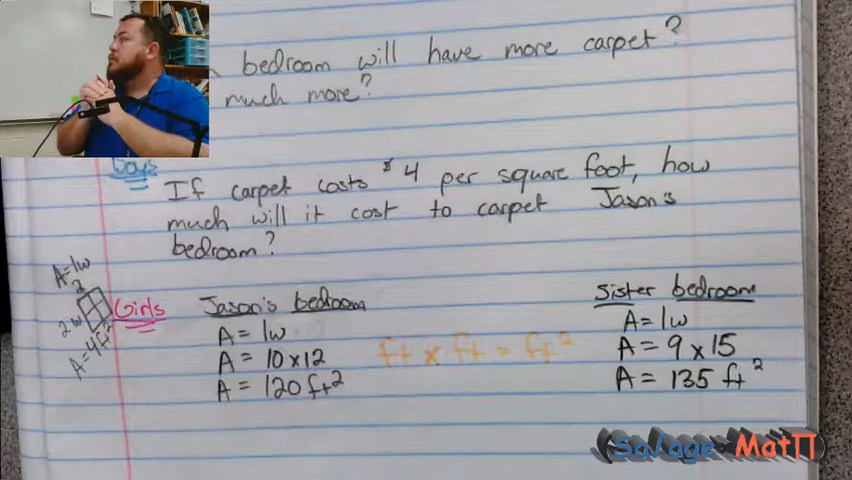 bedroom will have more carpet?
much more?
Boys
If carpet costs $4 per square foot, how
much will it cost to carpet Jason's
bedroom?
A=lw
2
2w
A=4ft²
Girls
Jason's bedroom
A = lw
A = 10 x 12
A = 120 ft²
ft x ft = ft²
Sister bedroom
A = lw
A = 9 x 15
A = 135 ft²
Savage MatΠ